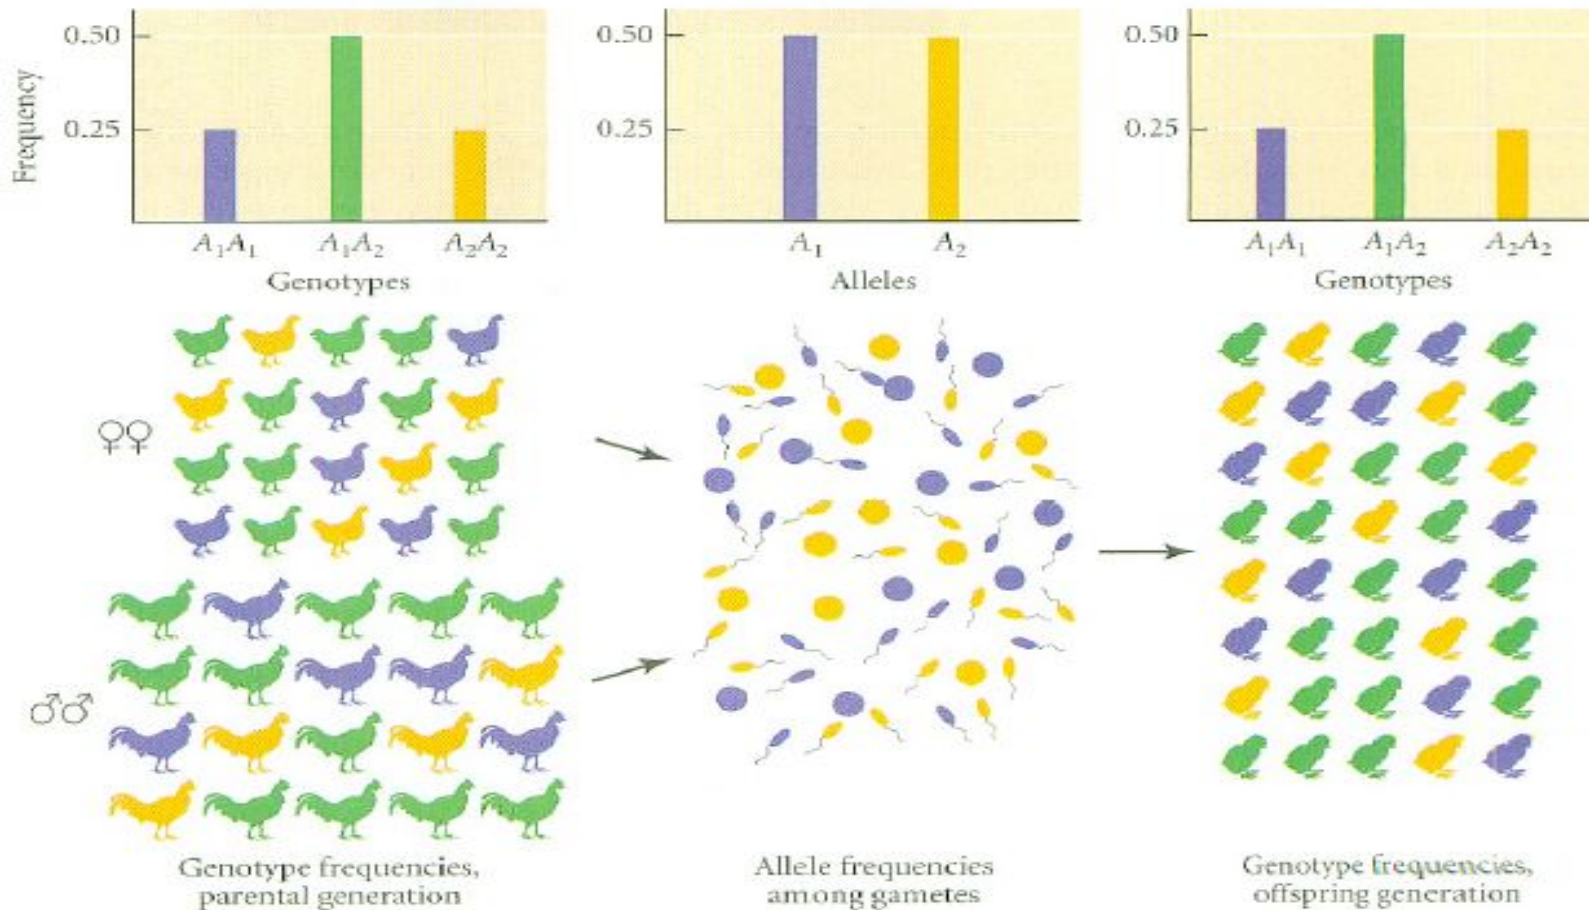 Frequency
0.50
0.25
A₁A₁ A₁A₂ A₂A₂
Genotypes
0.50
0.25
A₁ A₂
Alleles
0.50
0.25
A₁A₁ A₁A₂ A₂A₂
Genotypes
♀♀
♂♂
Genotype frequencies,
parental generation
Allele frequencies
among gametes
Genotype frequencies,
offspring generation